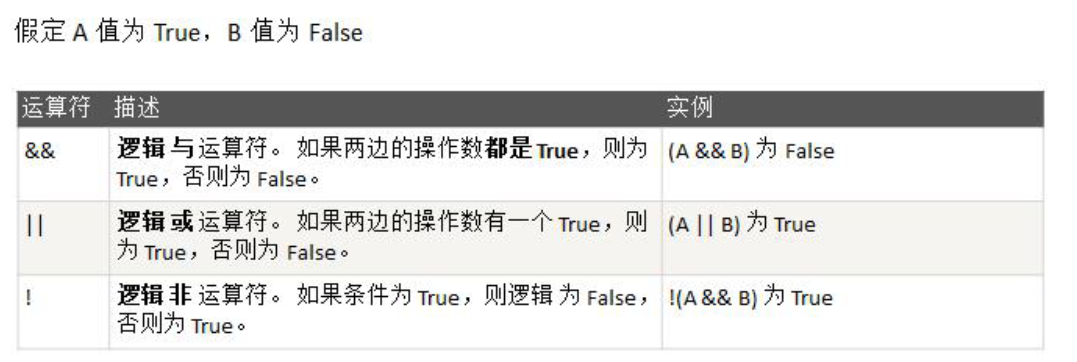 假定 A 值为 True，B 值为 False
运算符 描述 实例
&& 逻辑与运算符。如果两边的操作数都是True，则为 (A && B) 为 False
True，否则为 False。
|| 逻辑或运算符。如果两边的操作数有一个 True，则 (A || B) 为 True
为 True，否则为 False。
! 逻辑非运算符。如果条件为 True，则逻辑为 False， !(A && B) 为 True
否则为 True。